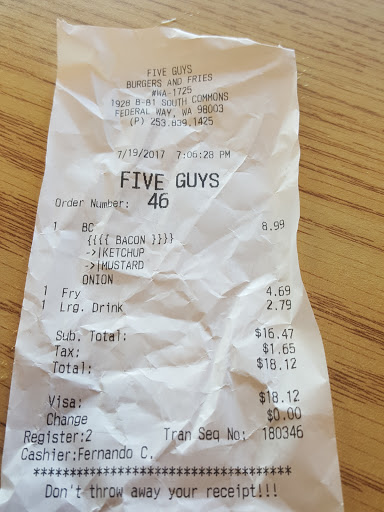 FIVE GUYS
BURGERS AND FRIES
#WA-1725
1928 B-B1 SOUTH COMMONS
FEDERAL WAY, WA 98003
(P) 253.839.1425
7/19/2017 7:06:28 PM
FIVE GUYS
Order Number: 46
1 BC 8.99
{{{{ BACON }}}}
->|KETCHUP
->|MUSTARD
ONION
1 Fry 4.69
1 Lrg. Drink 2.79
Sub. Total: $16.47
Tax: $1.65
Total: $18.12
Visa: $18.12
Change $0.00
Register:2 Tran Seq No: 180346
Cashier:Fernando C.
**************************************
Don't throw away your receipt!!!